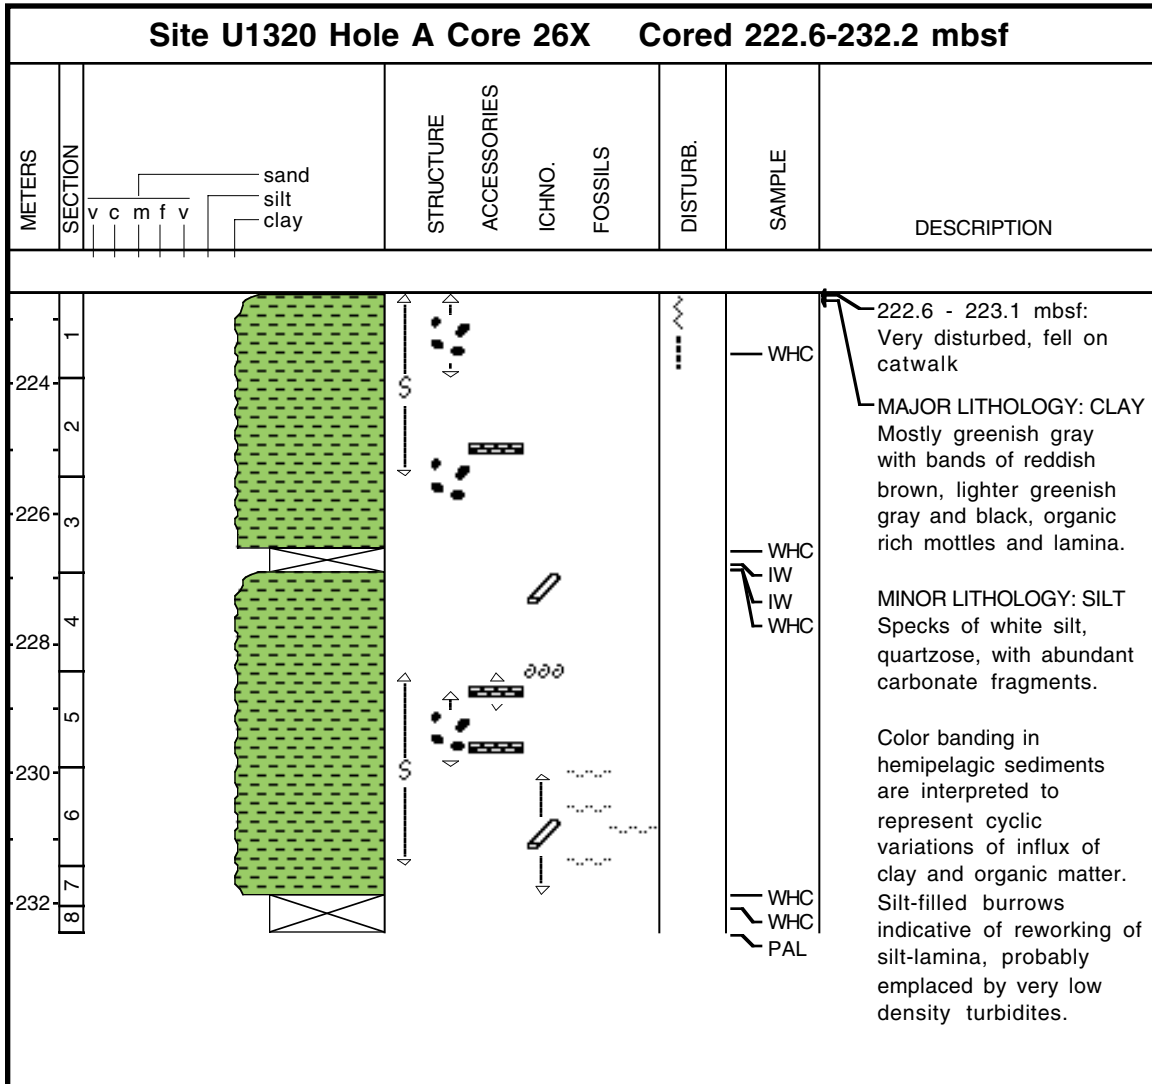 Site U1320 Hole A Core 26X Cored 222.6-232.2 mbsf
METERS
SECTION
v c m f v
sand
silt
clay
STRUCTURE
ACCESSORIES
ICHNO.
FOSSILS
DISTURB.
SAMPLE
DESCRIPTION
1
2
3
4
5
6
7
8
224
226
228
230
232
S
S
WHC
WHC
IW
IW
WHC
WHC
WHC
PAL
222.6 - 223.1 mbsf:
Very disturbed, fell on
catwalk
MAJOR LITHOLOGY: CLAY
Mostly greenish gray
with bands of reddish
brown, lighter greenish
gray and black, organic
rich mottles and lamina.
MINOR LITHOLOGY: SILT
Specks of white silt,
quartzose, with abundant
carbonate fragments.
Color banding in
hemipelagic sediments
are interpreted to
represent cyclic
variations of influx of
clay and organic matter.
Silt-filled burrows
indicative of reworking of
silt-lamina, probably
emplaced by very low
density turbidites.